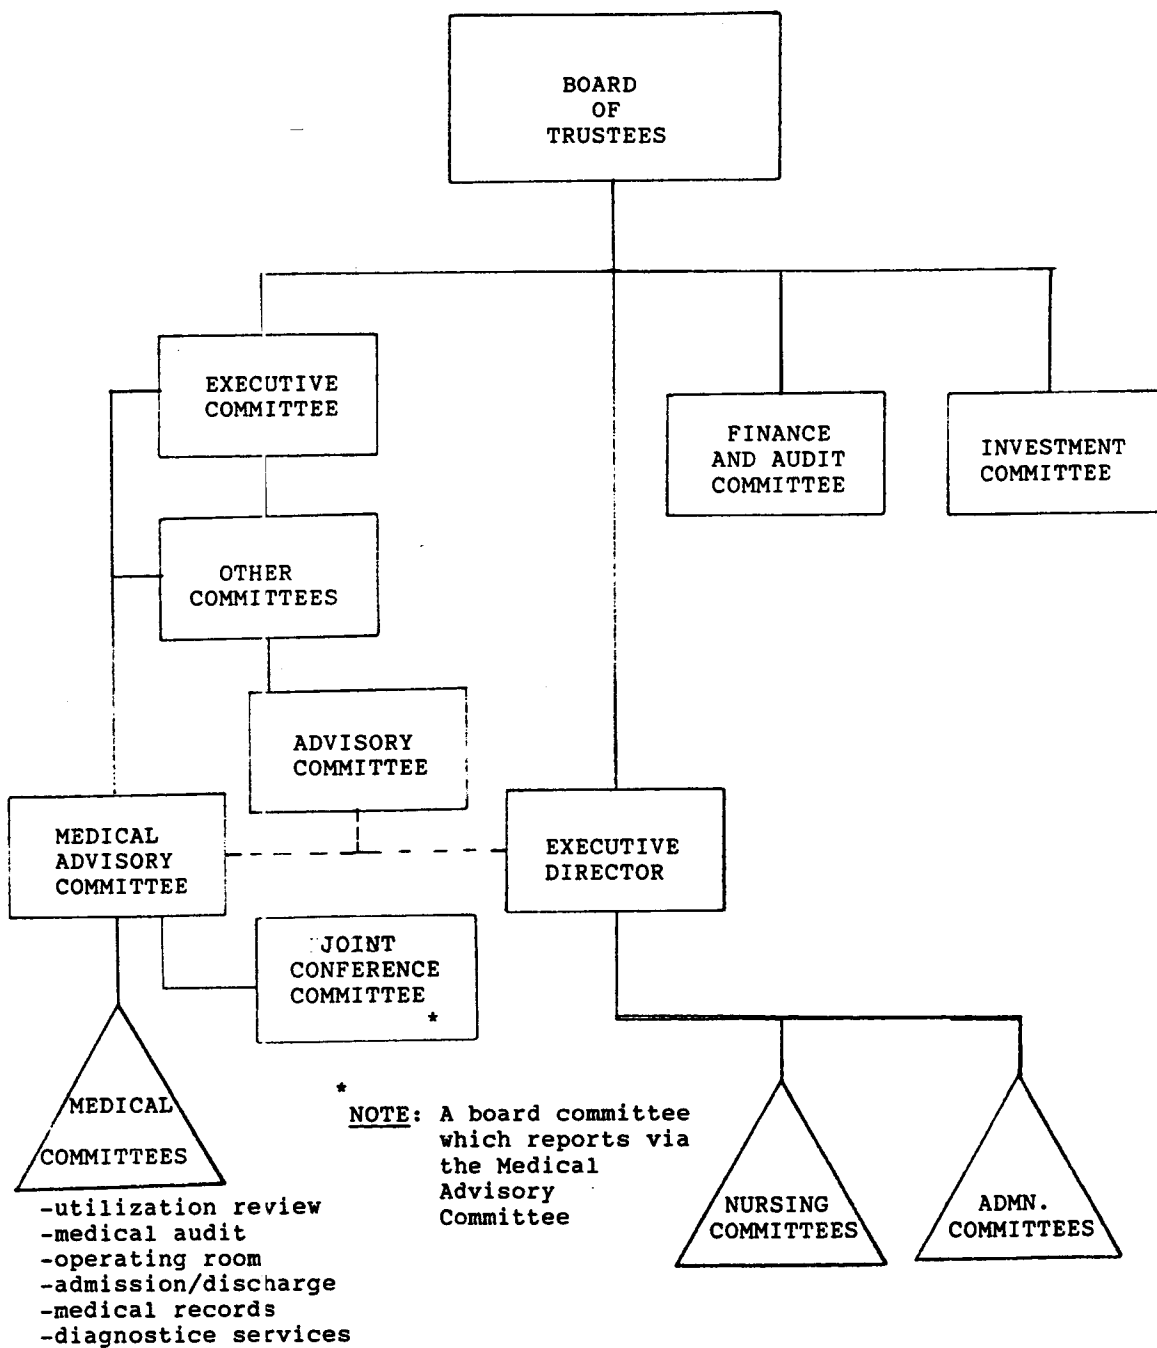 BOARD
OF
TRUSTEES
EXECUTIVE
COMMITTEE
FINANCE
AND AUDIT
COMMITTEE
INVESTMENT
COMMITTEE
OTHER
COMMITTEES
ADVISORY
COMMITTEE
MEDICAL
ADVISORY
COMMITTEE
EXECUTIVE
DIRECTOR
JOINT
CONFERENCE
COMMITTEE
*
MEDICAL
COMMITTEES
-utilization review
-medical audit
-operating room
-admission/discharge
-medical records
-diagnostice services
*
NOTE: A board committee
which reports via
the Medical
Advisory
Committee
NURSING
COMMITTEES
ADMN.
COMMITTEES